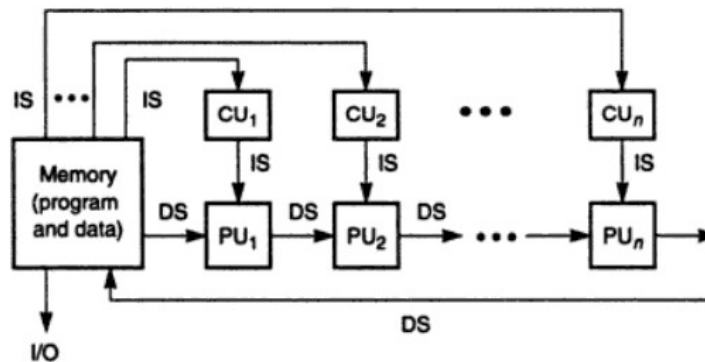 IS ••• IS
CU₁ CU₂ ••• CUₙ
IS IS IS
Memory
(program
and data)
DS PU₁ DS PU₂ DS ••• PUₙ
DS
I/O